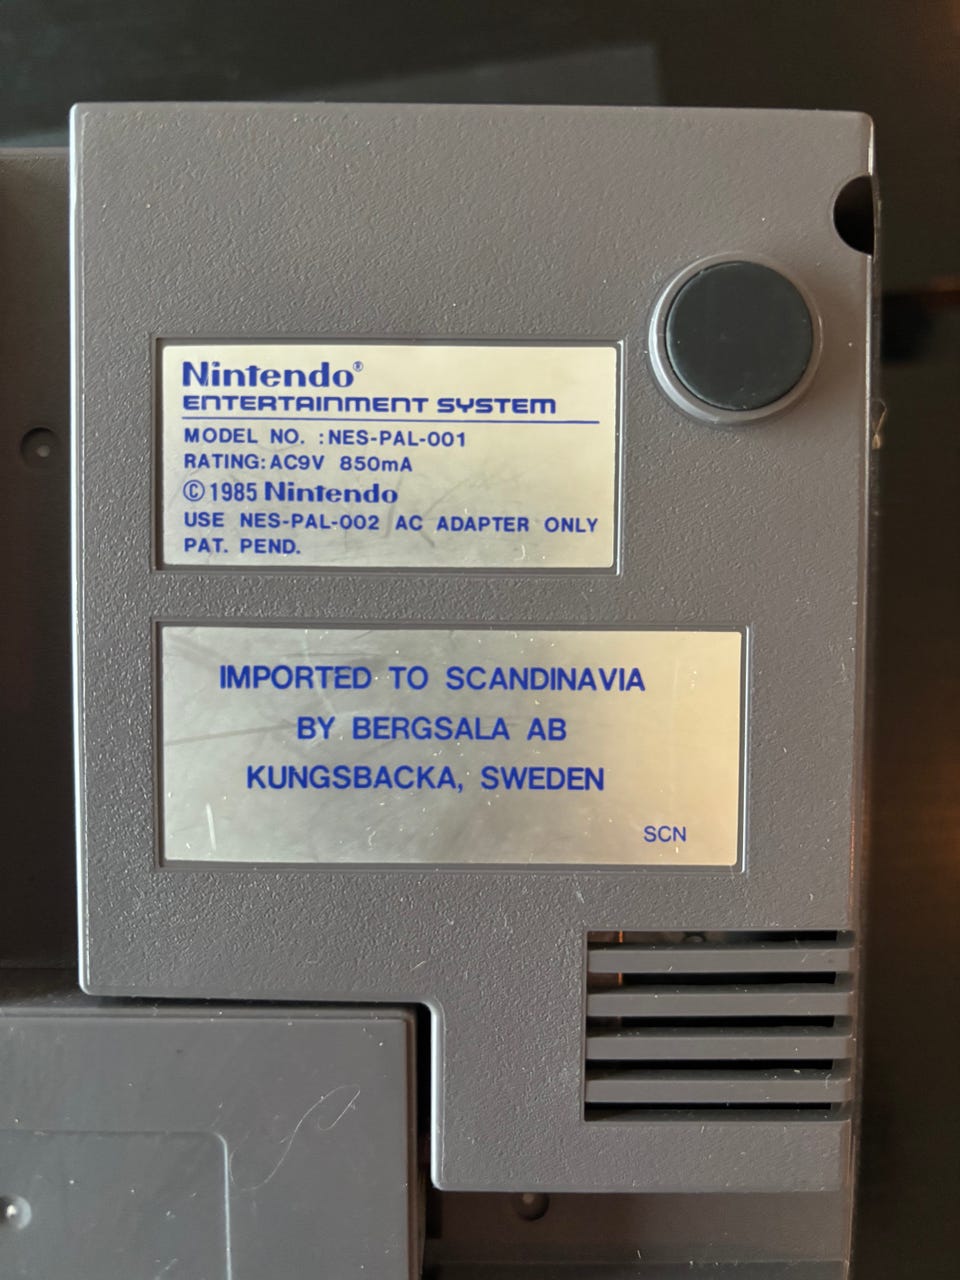 Nintendo®
ENTERTAINMENT SYSTEM
MODEL NO. :NES-PAL-001
RATING:AC9V 850mA
©1985 Nintendo
USE NES-PAL-002 AC ADAPTER ONLY
PAT. PEND.
IMPORTED TO SCANDINAVIA
BY BERGSALA AB
KUNGSBACKA, SWEDEN
SCN